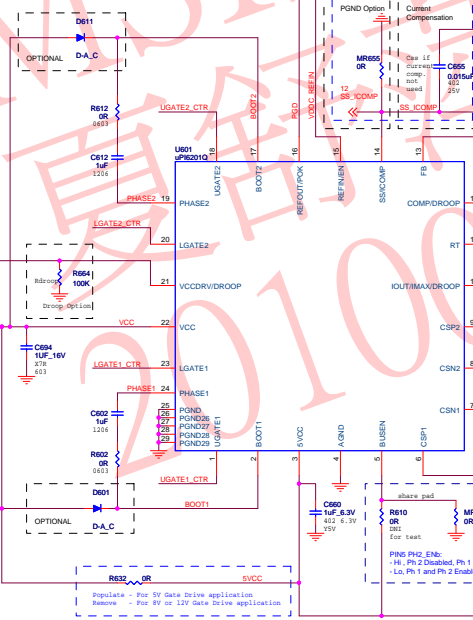 PGND Option
Current
Compensation
D611
OPTIONAL
D-A_C
MR655
0R
Css if
current
comp.
not
used
C655
0.015uF
402
25V
12
SS_ICOMP
SS_ICOMP
R612
0R
0603
UGATE2_CTR
BOOT2
PGD
VDDC_REFIN
C612
1uF
1206
U601
uPI6201Q
18
17
16
15
14
13
UGATE2
BOOT2
REFOUT/POK
REFIN/EN
SS/ICOMP
FB
PHASE2
19
PHASE2
COMP/DROOP
LGATE2_CTR
20
LGATE2
RT
Rdroop
R664
100K
Droop Option
21
VCCDRV/DROOP
IOUT/IMAX/DROOP
VCC
22
VCC
CSP2
C694
1UF_16V
X7R
603
LGATE1_CTR
23
LGATE1
CSN2
PHASE1
24
PHASE1
25
PGND
26
PGND26
27
PGND27
28
PGND28
29
PGND29
CSN1
UGATE1
BOOT1
5VCC
AGND
BUSEN
CSP1
1
2
3
4
5
6
C602
1uF
1206
R602
0R
0603
UGATE1_CTR
D601
BOOT1
OPTIONAL
D-A_C
C660
1uF_6.3V
402 6.3V
Y5V
share pad
R610
0R
DNI
for test
0R
PIN5 PH2_ENb:
- Hi , Ph 2 Disabled, Ph 1
- Lo, Ph 1 and Ph 2 Enabl
R632
0R
5VCC
Populate - For 5V Gate Drive application
Remove - For 8V or 12V Gate Drive application
MSI
夏舒濤
20100